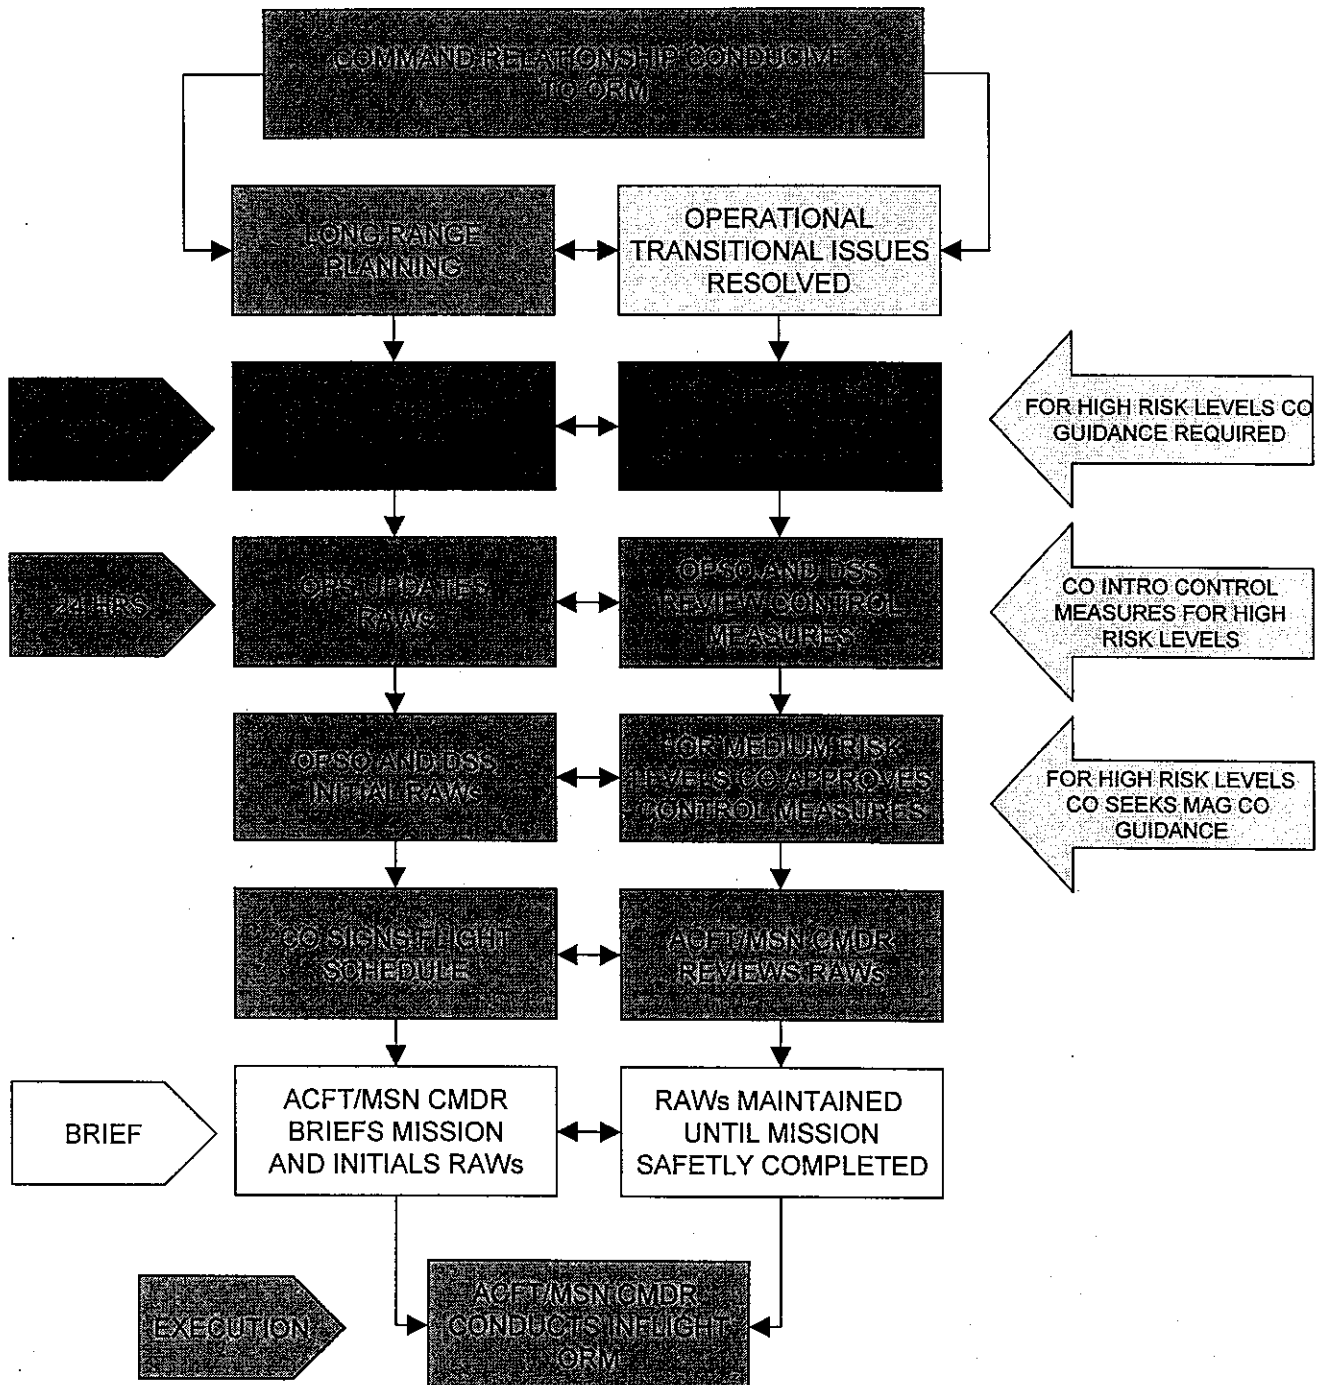 COMMAND RELATIONSHIP CONDUCIVE
TO ORM
LONG RANGE
PLANNING
OPERATIONAL
TRANSITIONAL ISSUES
RESOLVED
FOR HIGH RISK LEVELS CO
GUIDANCE REQUIRED
24 HRS
OPS UPDATES
RAWs
OPSO AND DSS
REVIEW CONTROL
MEASURES
CO INTRO CONTROL
MEASURES FOR HIGH
RISK LEVELS
OPSO AND DSS
INITIAL RAWs
FOR MEDIUM RISK
LEVELS CO APPROVES
CONTROL MEASURES
FOR HIGH RISK LEVELS
CO SEEKS MAG CO
GUIDANCE
CO SIGNS FLIGHT
SCHEDULE
ACFT/MSN CMDR
REVIEWS RAWs
BRIEF
ACFT/MSN CMDR
BRIEFS MISSION
AND INITIALS RAWs
RAWs MAINTAINED
UNTIL MISSION
SAFETLY COMPLETED
EXECUTION
ACFT/MSN CMDR
CONDUCTS INFLIGHT
ORM